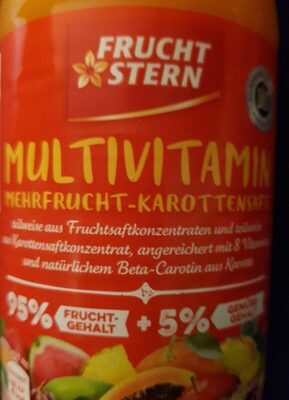 FRUCHT
STERN
MULTIVITAMIN
MEHRFRUCHT-KAROTTENSAFT
teilweise aus Fruchtsaftkonzentraten und teilweise
aus Karottensaftkonzentrat, angereichert mit 8
und natürlichem Beta-Carotin aus Karotte
95% FRUCHT-GEHALT + 5% GEMÜSE-GEHALT